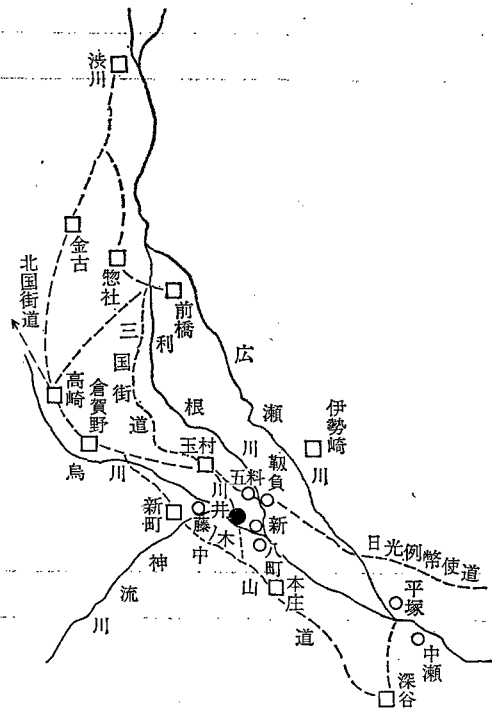 渋川
金古
惣社
前橋
北国街道
三国街道
利根川
広瀬川
伊勢崎
高崎
倉賀野
玉村
烏川
五料
靱負
川井
新町
藤木
新
八町
本庄
中山道
神流川
日光例幣使道
平塚
中瀬
深谷